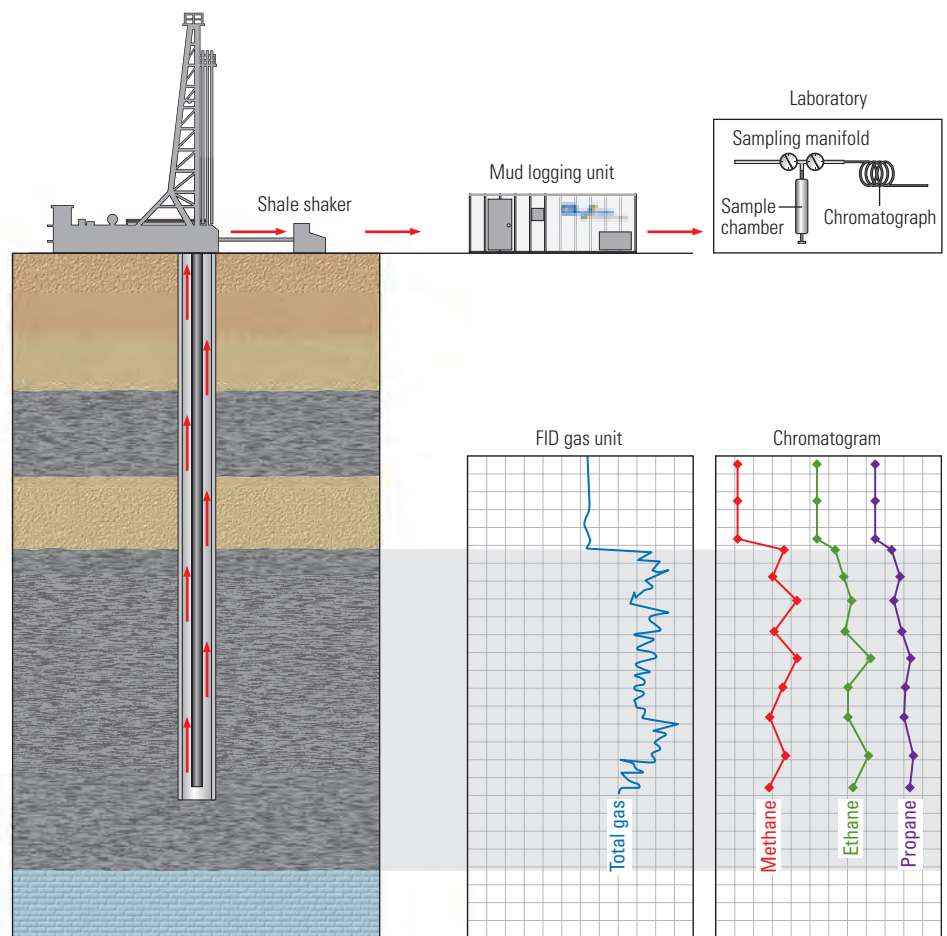 Laboratory
Sampling manifold
Sample
chamber
Chromatograph
Mud logging unit
Shale shaker
FID gas unit
Chromatogram
Total gas
Methane
Ethane
Propane